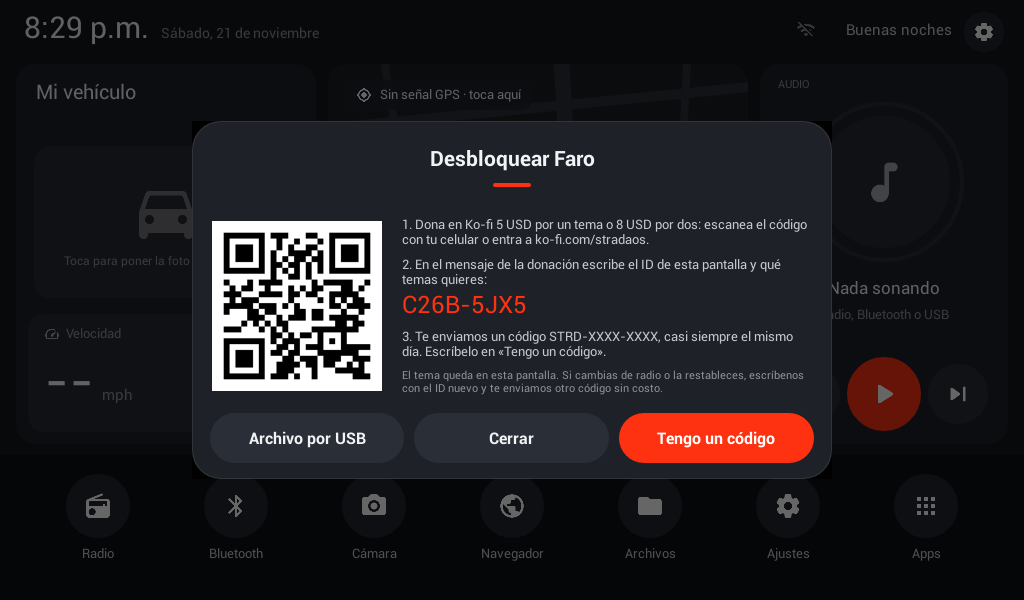 8:29 p.m.
Sábado, 21 de noviembre
Buenas noches
Mi vehículo
Sin señal GPS · toca aquí
AUDIO
Desbloquear Faro
1. Dona en Ko-fi 5 USD por un tema o 8 USD por dos: escanea el código
con tu celular o entra a ko-fi.com/stradaos.
2. En el mensaje de la donación escribe el ID de esta pantalla y qué
temas quieres:
C26B-5JX5
3. Te enviamos un código STRD-XXXX-XXXX, casi siempre el mismo
día. Escríbelo en «Tengo un código».
El tema queda en esta pantalla. Si cambias de radio o la restableces, escríbenos
con el ID nuevo y te enviamos otro código sin costo.
Archivo por USB
Cerrar
Tengo un código
Toca para poner la foto
Velocidad
-- mph
Nada sonando
Bluetooth o USB
Radio
Bluetooth
Cámara
Navegador
Archivos
Ajustes
Apps